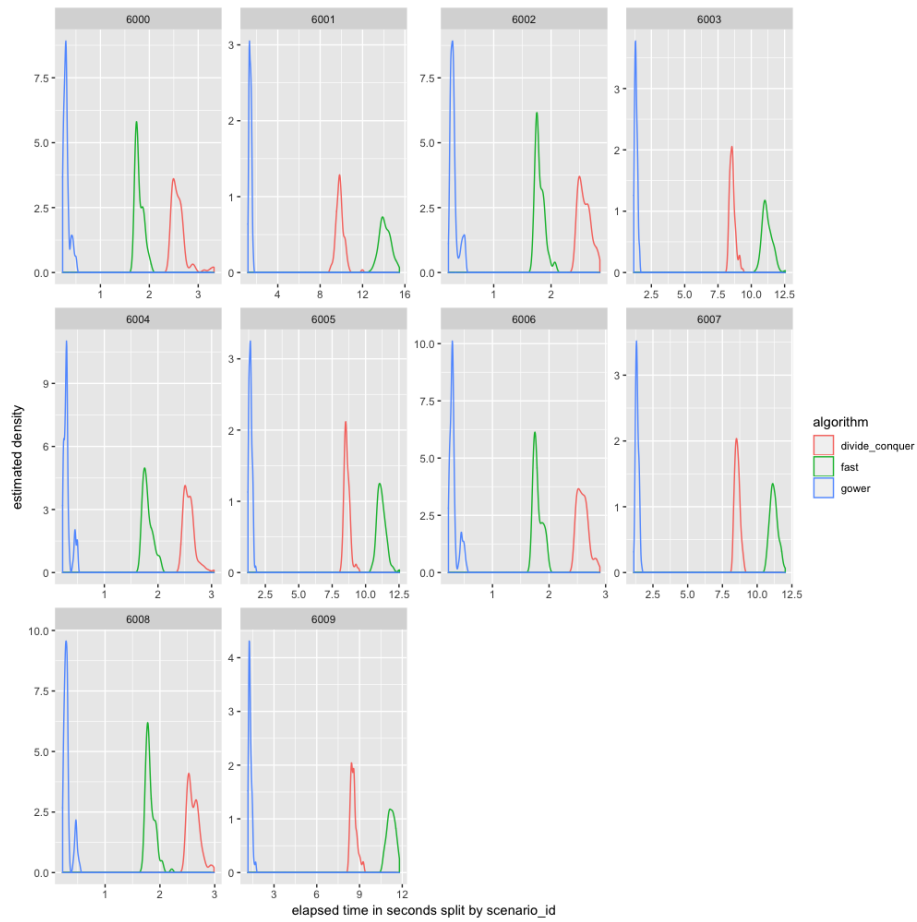 6000 6001 6002 6003
7.5
5.0
2.5
0.0
3
2
1
0
7.5
5.0
2.5
0.0
3
2
1
0
1 2 3
4 8 12 16
1 2
2.5 5.0 7.5 10.0 12.5
6004 6005 6006 6007
9
6
3
0
3
2
1
0
10.0
7.5
5.0
2.5
0.0
3
2
1
0
1 2 3
2.5 5.0 7.5 10.0 12.5
1 2
2.5 5.0 7.5 10.0 12.5
6008 6009
10.0
7.5
5.0
2.5
0.0
4
3
2
1
0
1 2 3
3 6 9 12
estimated density
elapsed time in seconds split by scenario_id
algorithm
divide_conquer
fast
gower